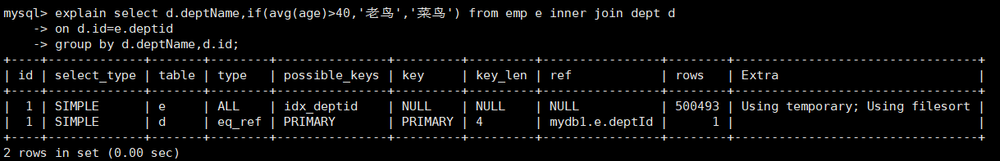 mysql> explain select d.deptName,if(avg(age)>40,'老鸟','菜鸟') from emp e inner join dept d
    -> on d.id=e.deptid
    -> group by d.deptName,d.id;
+----+-------------+-------+--------+---------------+---------+---------+----------------+--------+---------------------------------+
| id | select_type | table | type   | possible_keys | key     | key_len | ref            | rows   | Extra                           |
+----+-------------+-------+--------+---------------+---------+---------+----------------+--------+---------------------------------+
|  1 | SIMPLE      | e     | ALL    | idx_deptid    | NULL    | NULL    | NULL           | 500493 | Using temporary; Using filesort |
|  1 | SIMPLE      | d     | eq_ref | PRIMARY       | PRIMARY | 4       | mydb1.e.deptId |      1 |                                 |
+----+-------------+-------+--------+---------------+---------+---------+----------------+--------+---------------------------------+
2 rows in set (0.00 sec)